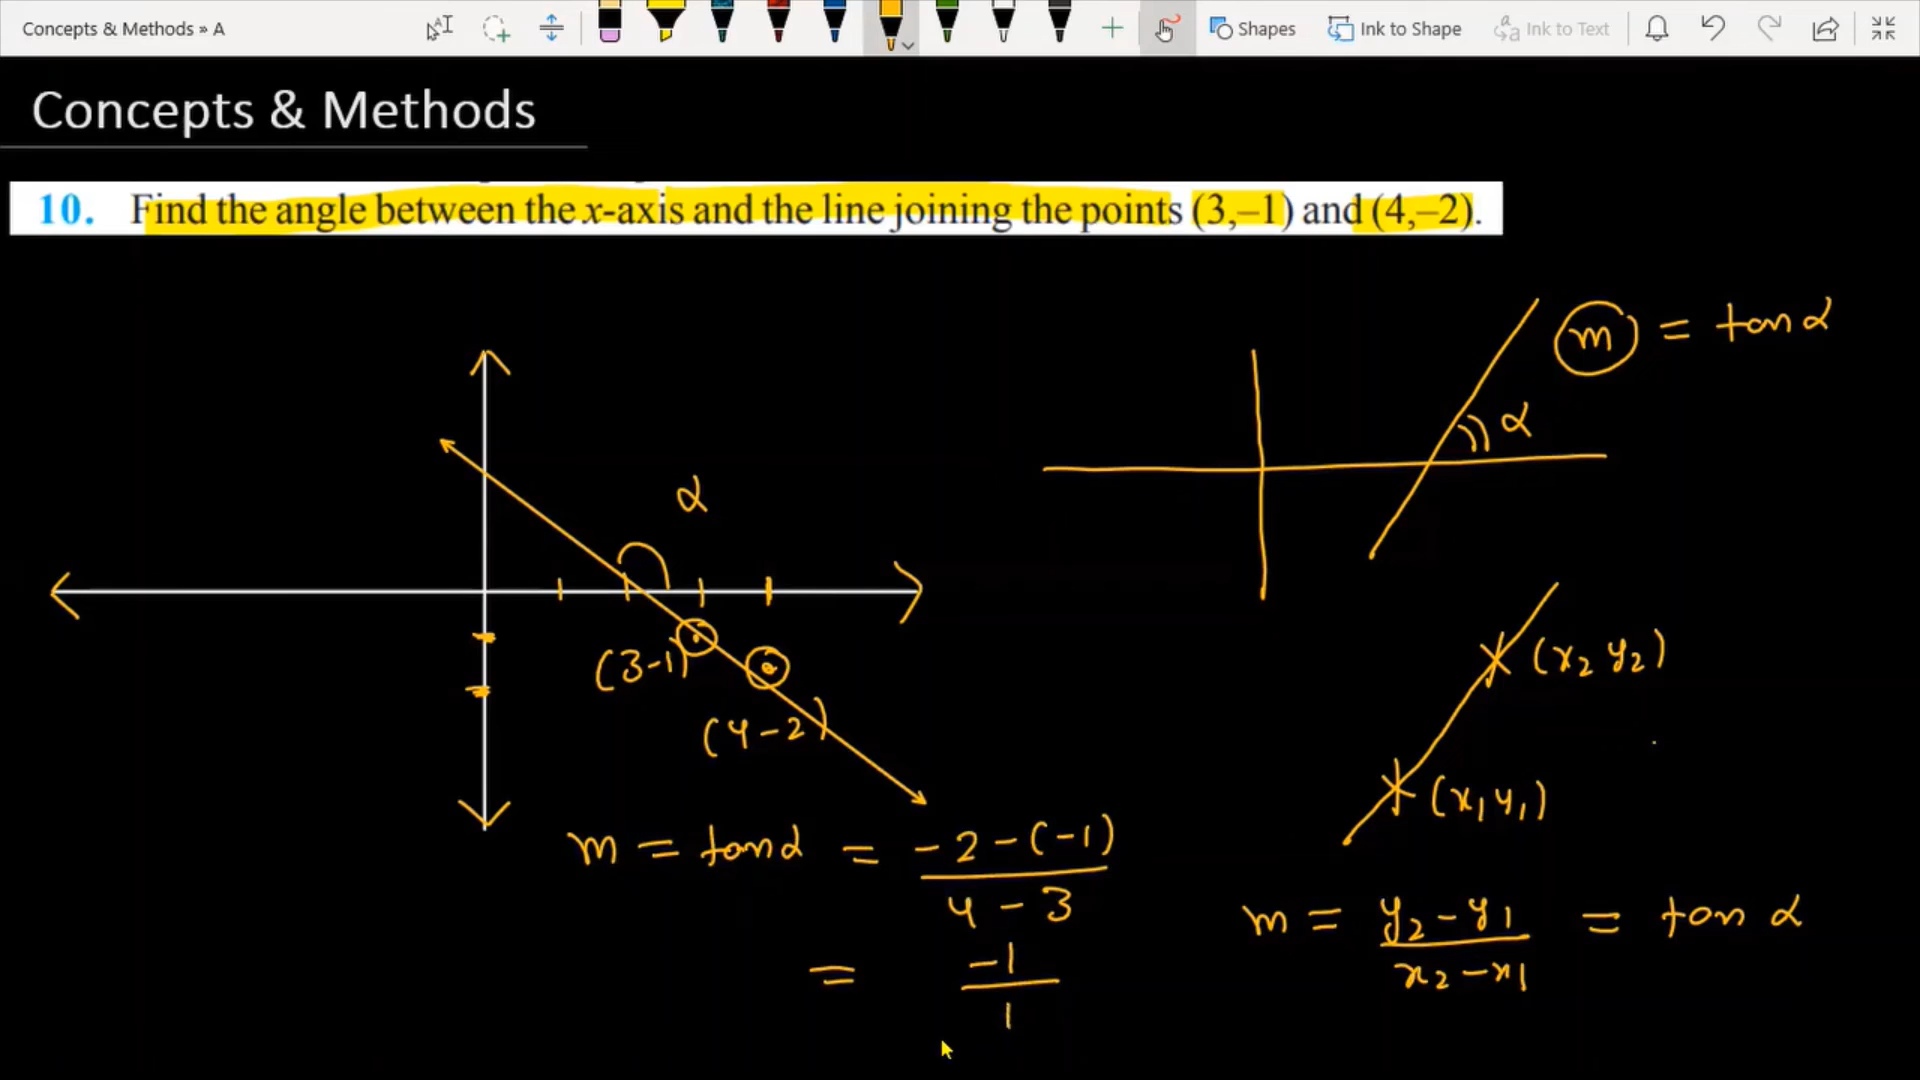 Concepts & Methods » A
Shapes
Ink to Shape
Ink to Text
Concepts & Methods
10. Find the angle between the x-axis and the line joining the points (3,–1) and (4,–2).
m = tan α
α
α
(3-1)
(4-2)
(x2 y2)
(x1 y1)
m = tan α = -2-(-1)
4-3
= -1
1
m = y2-y1 = tan α
x2-x1